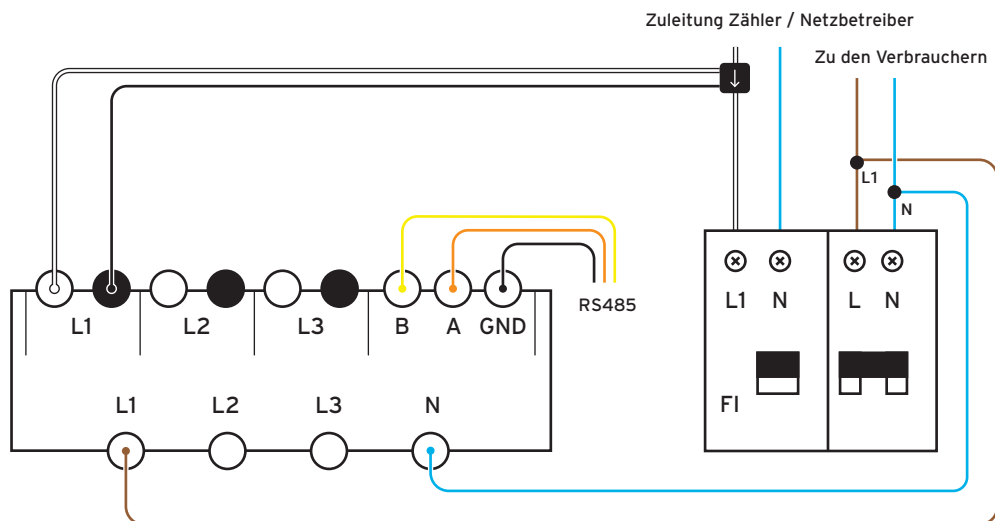 Zuleitung Zähler / Netzbetreiber
Zu den Verbrauchern
L1
N
RS485
L1 L2 L3 B A GND
L1 N L N
L1 L2 L3 N
FI